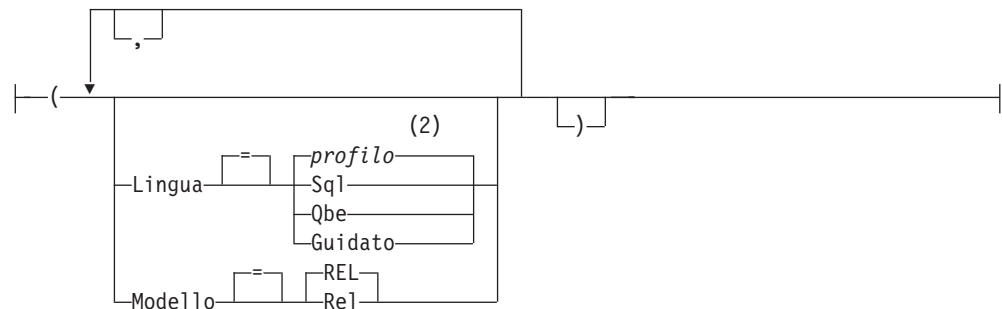 ,
(
)
(2)
= profilo
Lingua Sql
Qbe
Guidato
= REL
Modello Rel